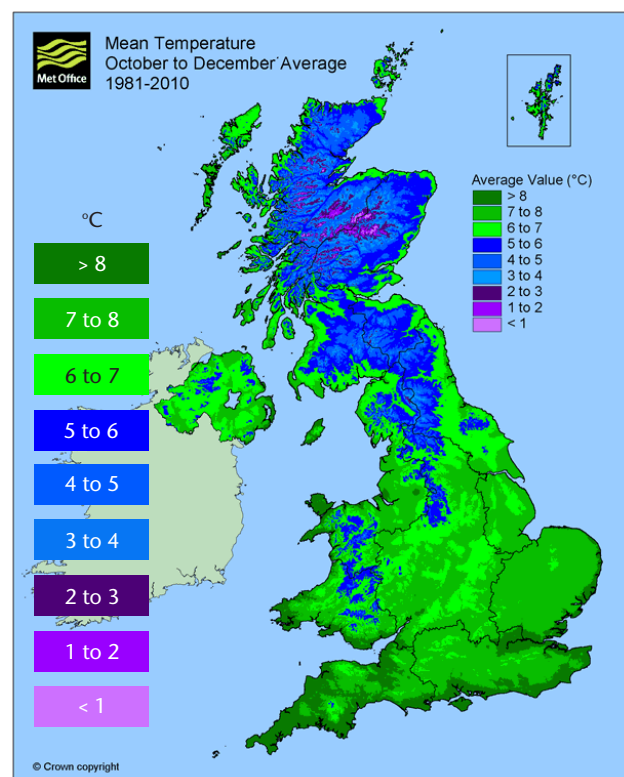 Met Office
Mean Temperature
October to December Average
1981-2010
Average Value (°C)
> 8
7 to 8
6 to 7
5 to 6
4 to 5
3 to 4
2 to 3
1 to 2
< 1
°C
> 8
7 to 8
6 to 7
5 to 6
4 to 5
3 to 4
2 to 3
1 to 2
< 1
© Crown copyright